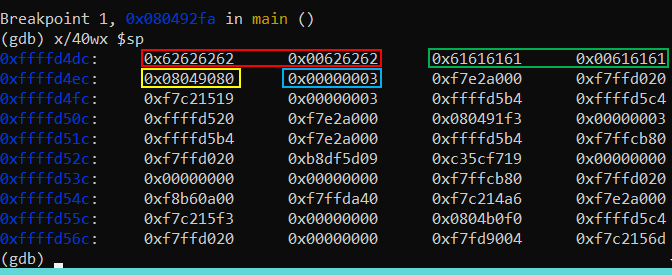 Breakpoint 1, 0x080492fa in main ()
(gdb) x/40wx $sp
0xffffd4dc: 0x62626262 0x00626262 0x61616161 0x00616161
0xffffd4ec: 0x08049080 0x00000003 0xf7e2a000 0xf7ffd020
0xffffd4fc: 0xf7c21519 0x00000003 0xffffd5b4 0xffffd5c4
0xffffd50c: 0xffffd520 0xf7e2a000 0x080491f3 0x00000003
0xffffd51c: 0xffffd5b4 0xf7e2a000 0xffffd5b4 0xf7ffcb80
0xffffd52c: 0xf7ffd020 0xb8df5d09 0xc35cf719 0x00000000
0xffffd53c: 0x00000000 0x00000000 0xf7ffcb80 0xf7ffd020
0xffffd54c: 0xf8b60a00 0xf7ffda40 0xf7c214a6 0xf7e2a000
0xffffd55c: 0xf7c215f3 0x00000000 0x0804b0f0 0xffffd5c4
0xffffd56c: 0xf7ffd020 0x00000000 0xf7fd9004 0xf7c2156d
(gdb)